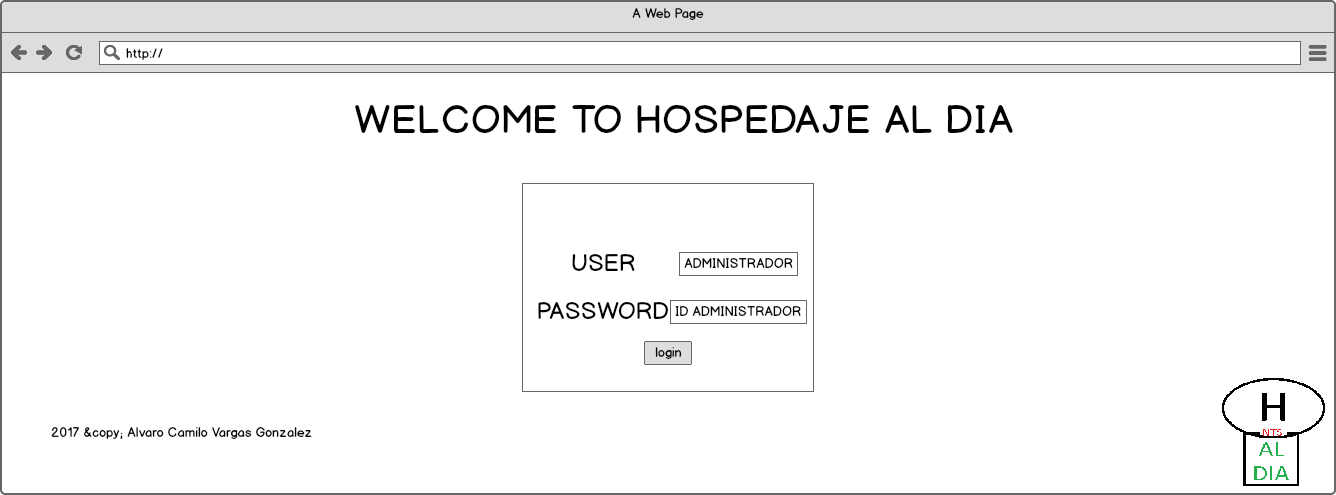 A Web Page
http://
WELCOME TO HOSPEDAJE AL DIA
USER ADMINISTRADOR
PASSWORD ID ADMINISTRADOR
login
2017 &copy; Alvaro Camilo Vargas Gonzalez
H
NTS
AL
DIA